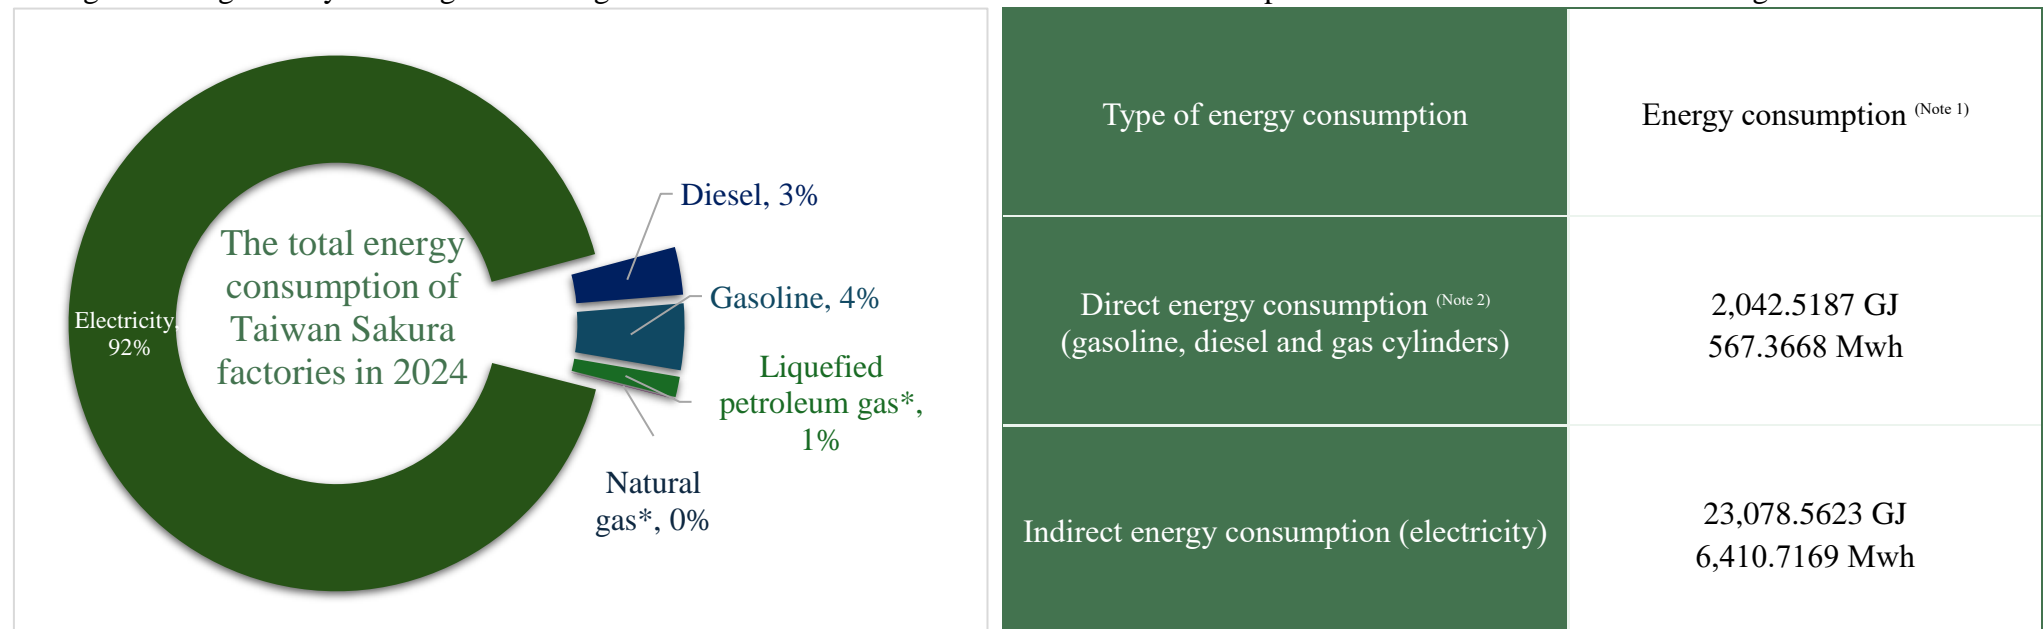 The total energy
consumption of
Taiwan Sakura
factories in 2024
Electricity,
92%
Diesel, 3%
Gasoline, 4%
Liquefied
petroleum gas*,
1%
Natural
gas*, 0%
Type of energy consumption
Energy consumption (Note 1)
Direct energy consumption (Note 2)
(gasoline, diesel and gas cylinders)
2,042.5187 GJ
567.3668 Mwh
Indirect energy consumption (electricity)
23,078.5623 GJ
6,410.7169 Mwh